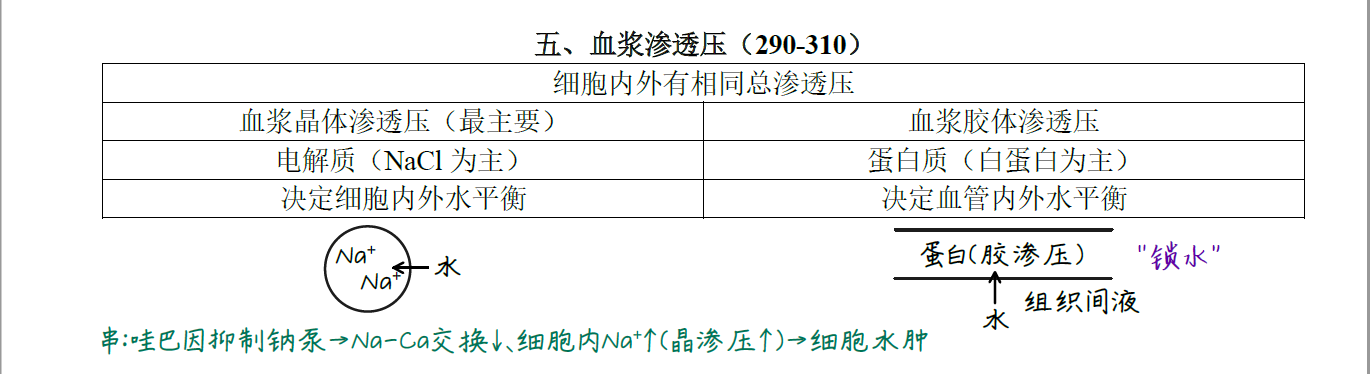 五、血浆渗透压（290-310）
细胞内外有相同总渗透压
血浆晶体渗透压（最主要） 血浆胶体渗透压
电解质（NaCl 为主） 蛋白质（白蛋白为主）
决定细胞内外水平衡 决定血管内外水平衡
Na⁺
Na⁺
水
蛋白(胶渗压)
"锁水"
水
组织间液
串:哇巴因抑制钠泵→Na-Ca交换↓、细胞内Na⁺↑(晶渗压↑)→细胞水肿